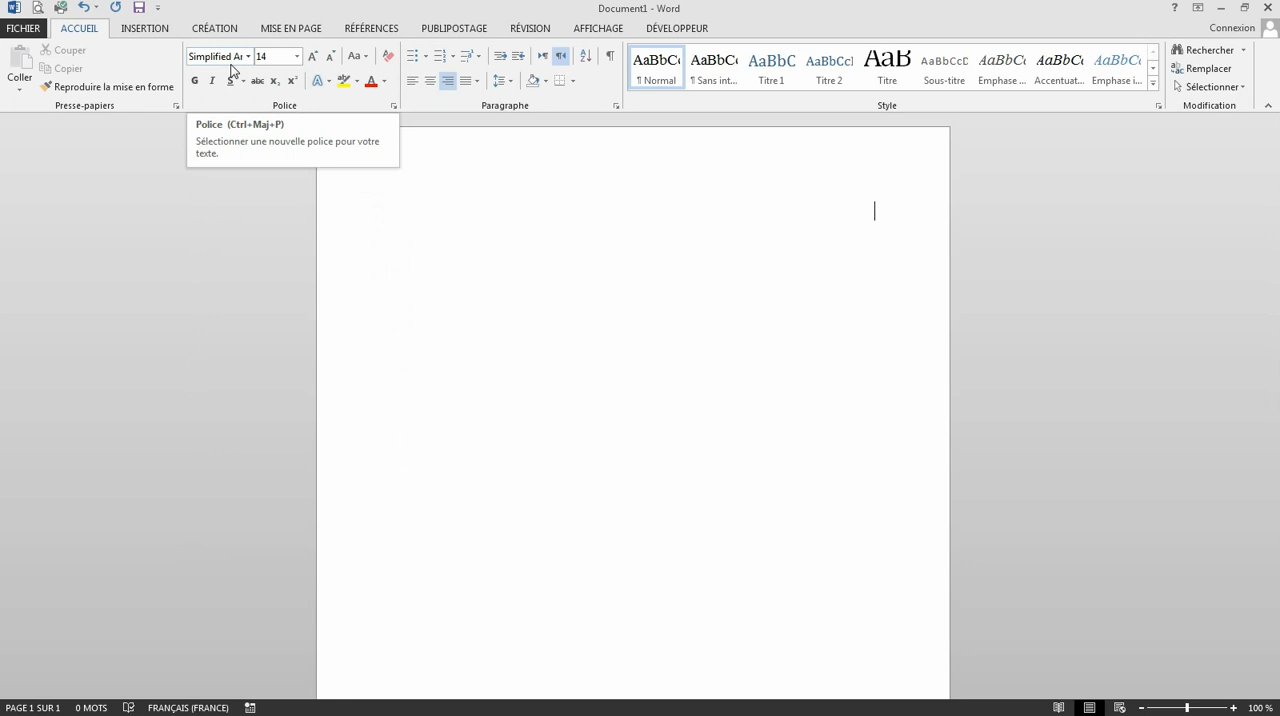 Document1 - Word
FICHIER ACCUEIL INSERTION CRÉATION MISE EN PAGE RÉFÉRENCES PUBLIPOSTAGE RÉVISION AFFICHAGE DÉVELOPPEUR Connexion
Coller
Couper
Copier
Reproduire la mise en forme
Presse-papiers
Simplified Ar 14
Aa
G I S abc x₂ x²
A A
Police
Paragraphe
AaBbCc AaBbCc AaBbC AaBbCc AaB AaBbCcD AaBbCc AaBbCc AaBbCc
¶ Normal ¶ Sans int... Titre 1 Titre 2 Titre Sous-titre Emphase ... Accentuat... Emphase i...
Style
Rechercher
Remplacer
Sélectionner
Modification
Police (Ctrl+Maj+P)
Sélectionner une nouvelle police pour votre
texte.
PAGE 1 SUR 1 0 MOTS FRANÇAIS (FRANCE) 100 %